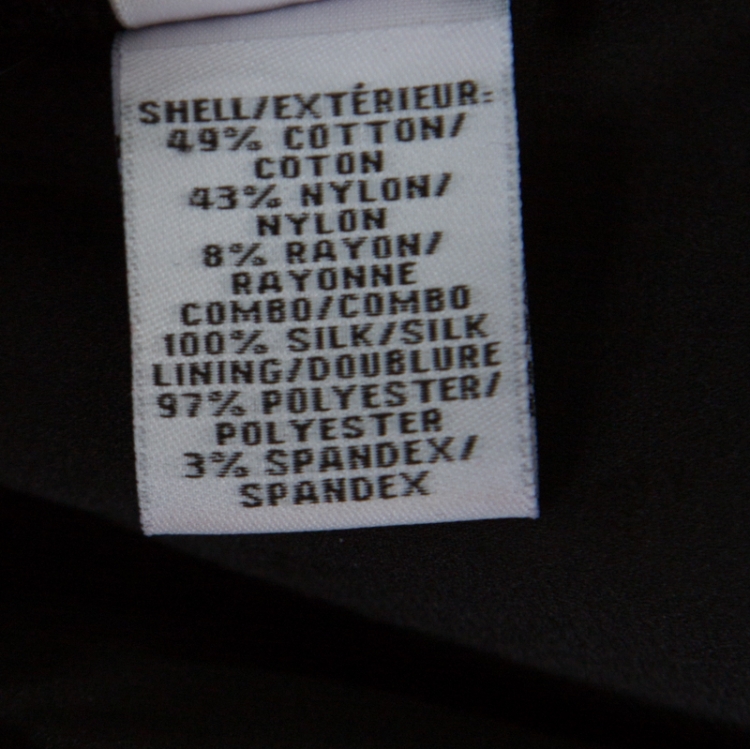 SHELL/EXTÉRIEUR:
49% COTTON/
COTON
43% NYLON/
NYLON
8% RAYON/
RAYONNE
COMBO/COMBO
100% SILK/SILK
LINING/DOUBLURE
97% POLYESTER/
POLYESTER
3% SPANDEX/
SPANDEX